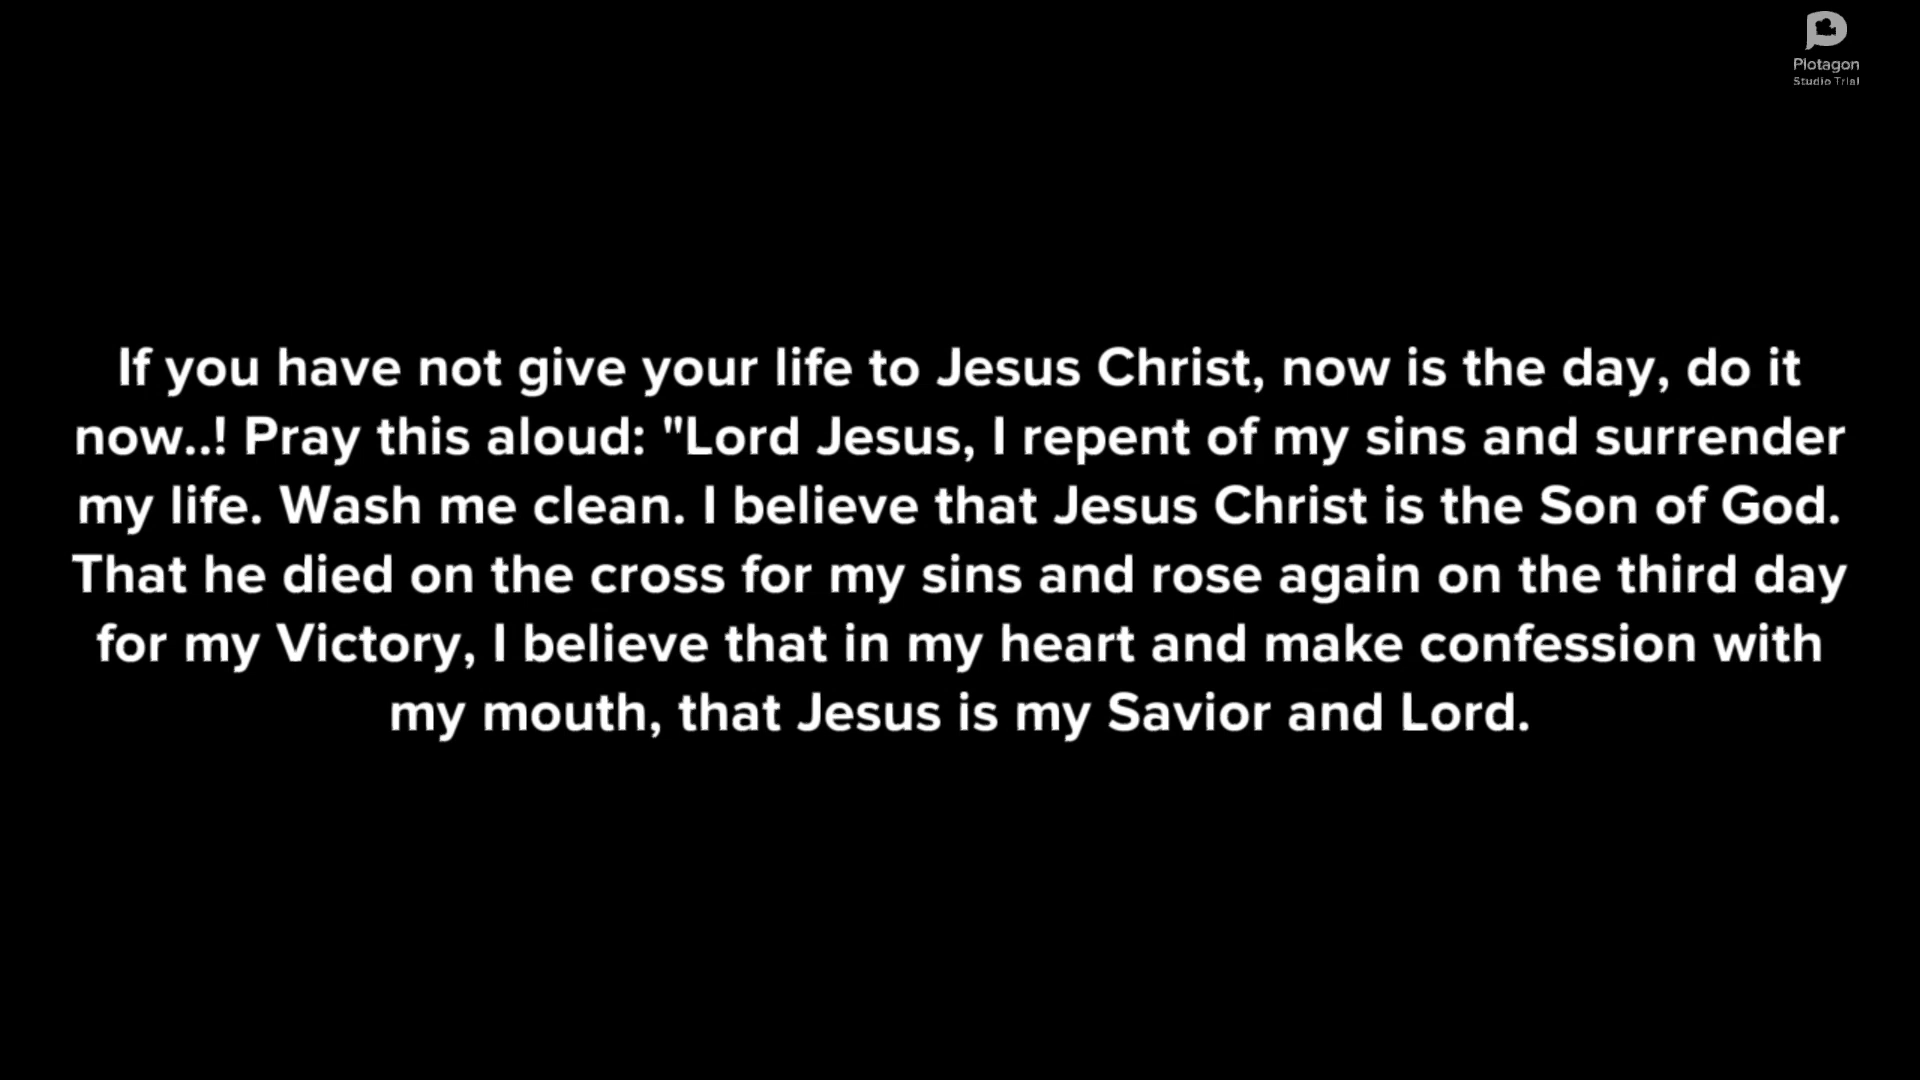 Plotagon
Studio Trial
If you have not give your life to Jesus Christ, now is the day, do it
now..! Pray this aloud: "Lord Jesus, I repent of my sins and surrender
my life. Wash me clean. I believe that Jesus Christ is the Son of God.
That he died on the cross for my sins and rose again on the third day
for my Victory, I believe that in my heart and make confession with
my mouth, that Jesus is my Savior and Lord.